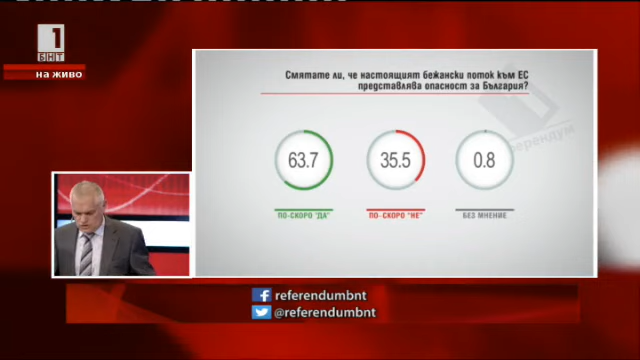 1
БНТ
на живо
Смятате ли, че настоящият бежански поток към ЕС
представлява опасност за България?
63.7
35.5
0.8
ПО-СКОРО "ДА"
ПО-СКОРО "НЕ"
БЕЗ МНЕНИЕ
referendumbnt
@referendumbnt